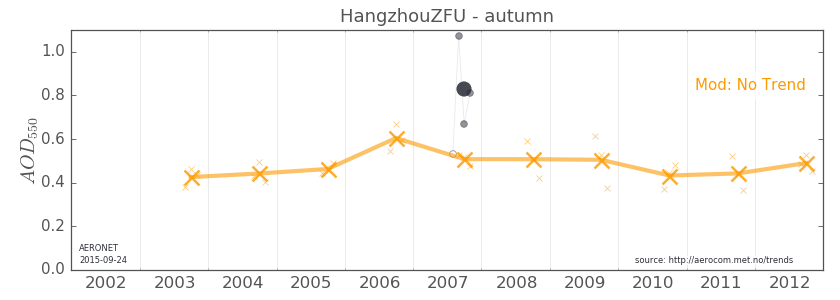 HangzhouZFU - autumn
1.0
0.8
0.6
0.4
0.2
0.0
AOD550
Mod: No Trend
AERONET
2015-09-24
source: http://aerocom.met.no/trends
2002 2003 2004 2005 2006 2007 2008 2009 2010 2011 2012